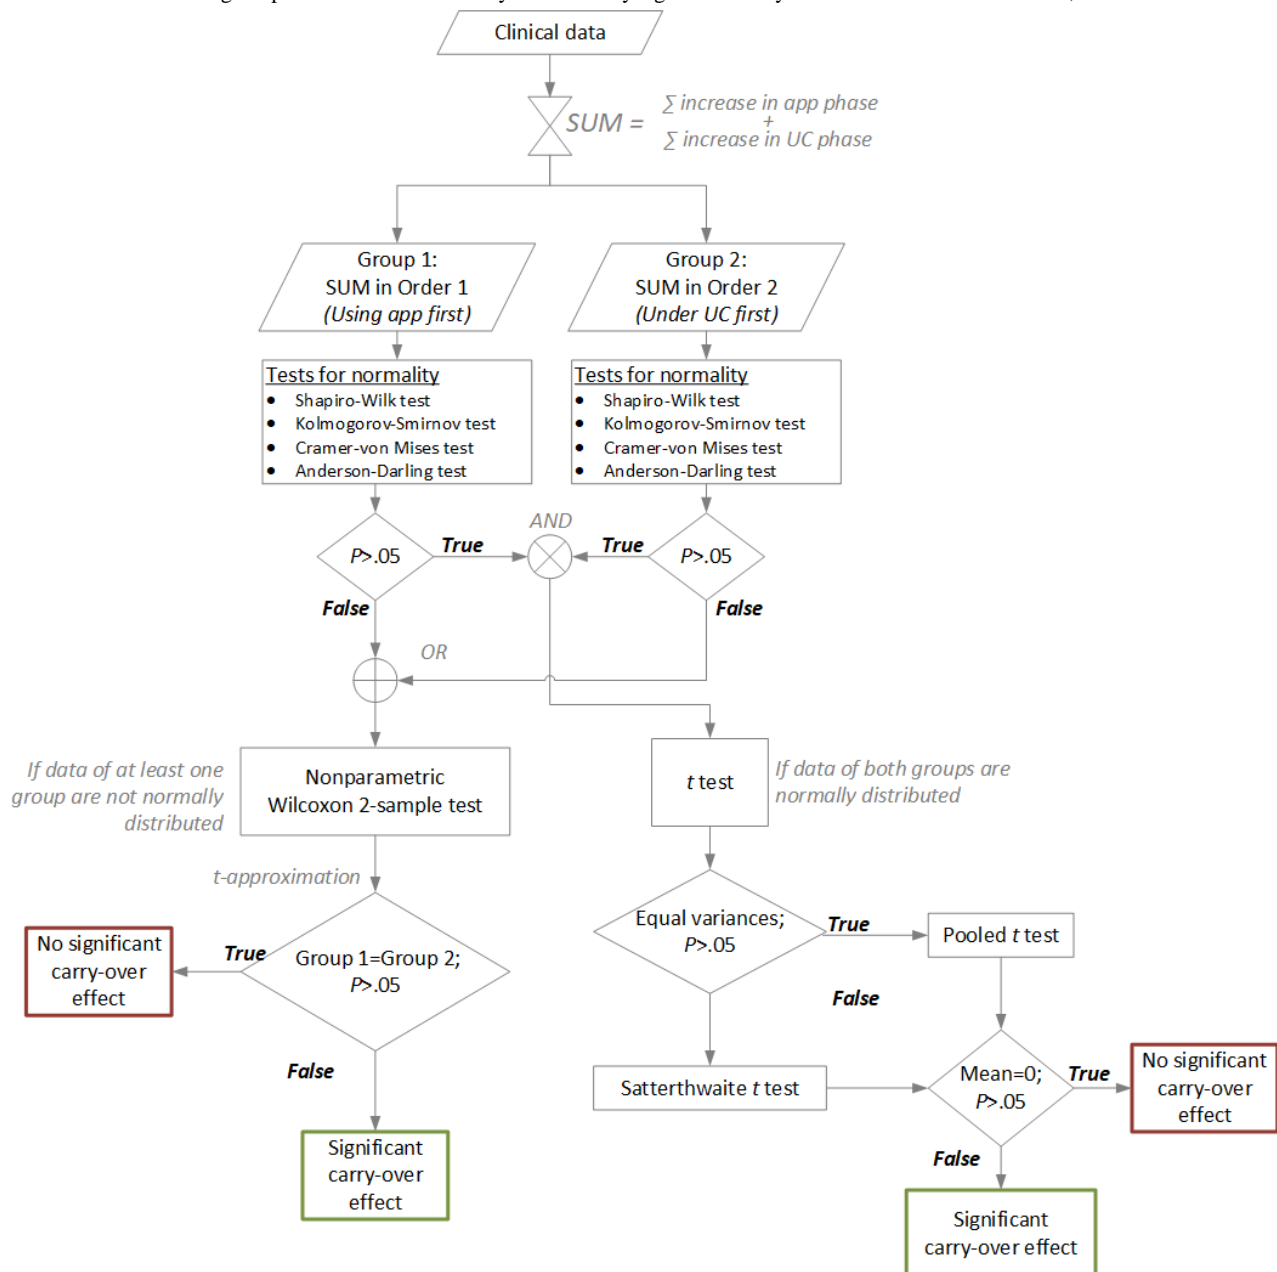 Clinical data
SUM =
∑ increase in app phase
+
∑ increase in UC phase
Group 1:
SUM in Order 1
(Using app first)
Group 2:
SUM in Order 2
(Under UC first)
Tests for normality
● Shapiro-Wilk test
● Kolmogorov-Smirnov test
● Cramer-von Mises test
● Anderson-Darling test
Tests for normality
● Shapiro-Wilk test
● Kolmogorov-Smirnov test
● Cramer-von Mises test
● Anderson-Darling test
AND
P>.05
True
True
P>.05
False
False
OR
If data of at least one
group are not normally
distributed
Nonparametric
Wilcoxon 2-sample test
t test
If data of both groups are
normally distributed
t-approximation
No significant
carry-over
effect
True
Group 1=Group 2;
P>.05
False
Significant
carry-over
effect
Equal variances;
P>.05
True
Pooled t test
False
Satterthwaite t test
Mean=0;
P>.05
True
No significant
carry-over
effect
False
Significant
carry-over effect